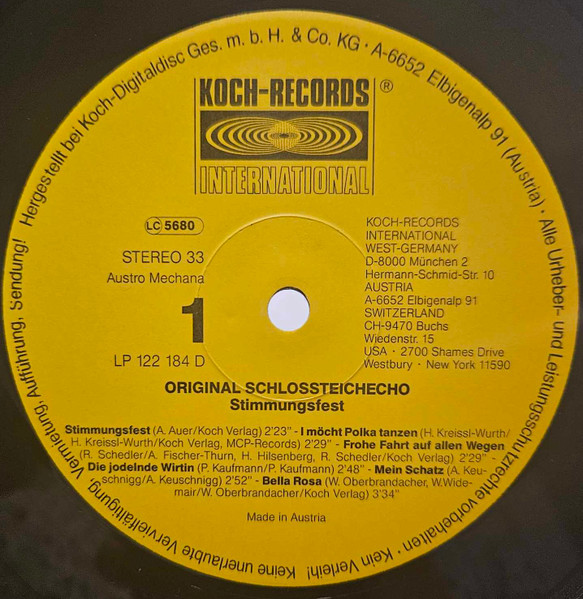 Hergestellt bei Koch-Digitaldisc Ges. m. b. H. & Co. KG · A-6652 Elbigenalp 91 (Austria) · Alle Urheber- und Leistungsschutzrechte vorbehalten · Kein Verleih! · Keine unerlaubte Vervielfältigung, Vermietung, Aufführung, Sendung!
KOCH-RECORDS ®
INTERNATIONAL
LC 5680
STEREO 33
Austro Mechana
1
LP 122 184 D
KOCH-RECORDS
INTERNATIONAL
WEST-GERMANY
D-8000 München 2
Hermann-Schmid-Str. 10
AUSTRIA
A-6652 Elbigenalp 91
SWITZERLAND
CH-9470 Buchs
Wiedenstr. 15
USA · 2700 Shames Drive
Westbury · New York 11590
ORIGINAL SCHLOSSTEICHECHO
Stimmungsfest
Stimmungsfest (A. Auer/Koch Verlag) 2'23" - I möcht Polka tanzen (H. Kreissl-Wurth/
H. Kreissl-Wurth/Koch Verlag, MCP-Records) 2'29" - Frohe Fahrt auf allen Wegen
(R. Schedler/A. Fischer-Thurn, H. Hilsenberg, R. Schedler/Koch Verlag) 2'29" -
Die jodelnde Wirtin (P. Kaufmann/P. Kaufmann) 2'48" - Mein Schatz (A. Keu-
schnigg/A. Keuschnigg) 2'52" - Bella Rosa (W. Oberbrandacher, W.Wide-
mair/W. Oberbrandacher/Koch Verlag) 3'34"
Made in Austria